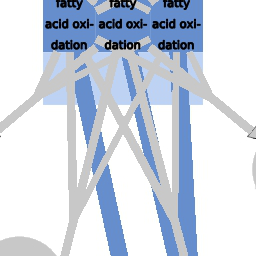 fatty fatty fatty
acid oxi- acid oxi- acid oxi-
dation dation dation